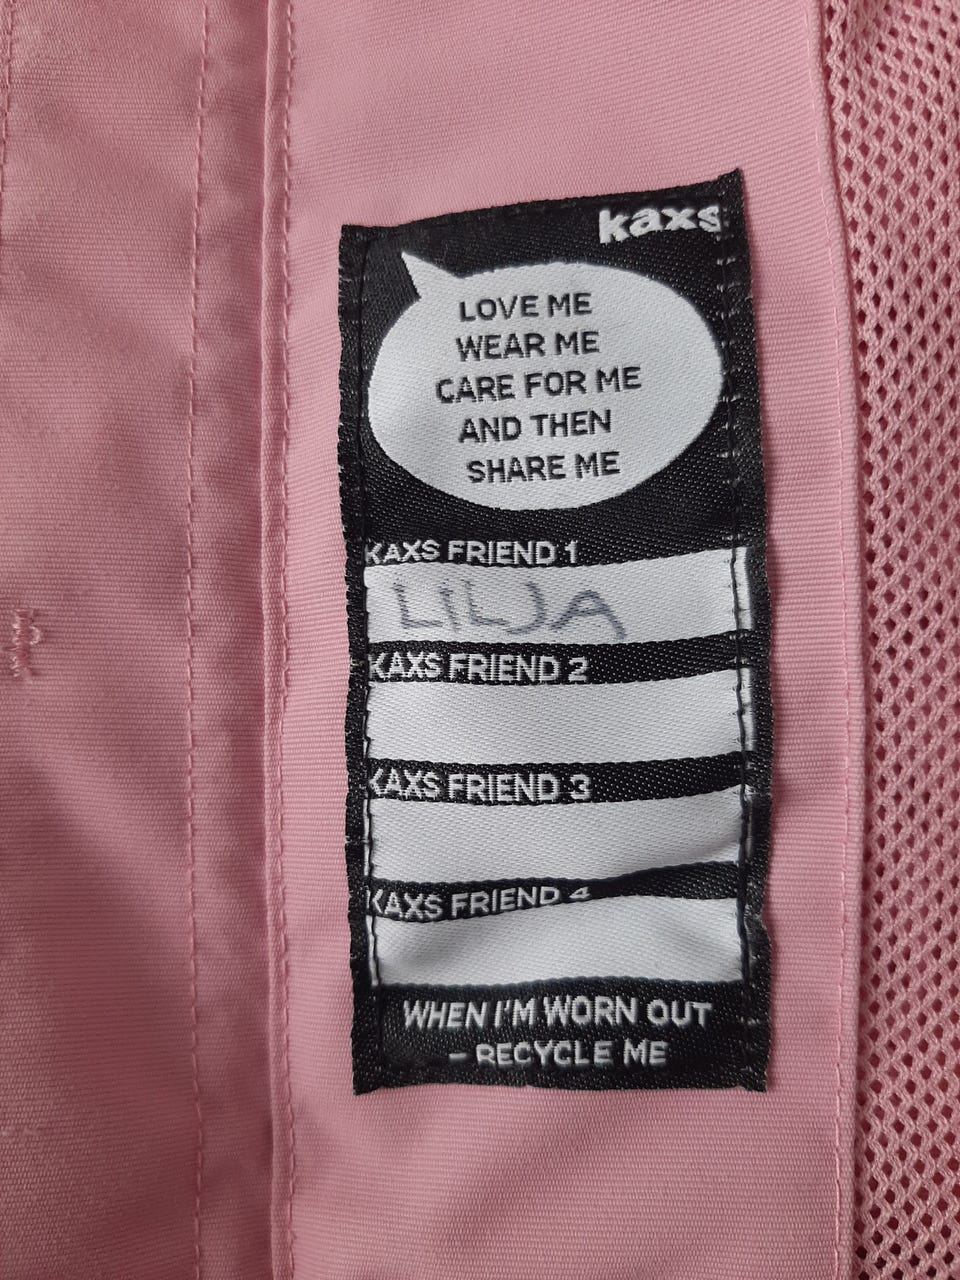 kaxs
LOVE ME
WEAR ME
CARE FOR ME
AND THEN
SHARE ME
KAXS FRIEND 1
LILJA
KAXS FRIEND 2
KAXS FRIEND 3
KAXS FRIEND 4
WHEN I'M WORN OUT
– RECYCLE ME